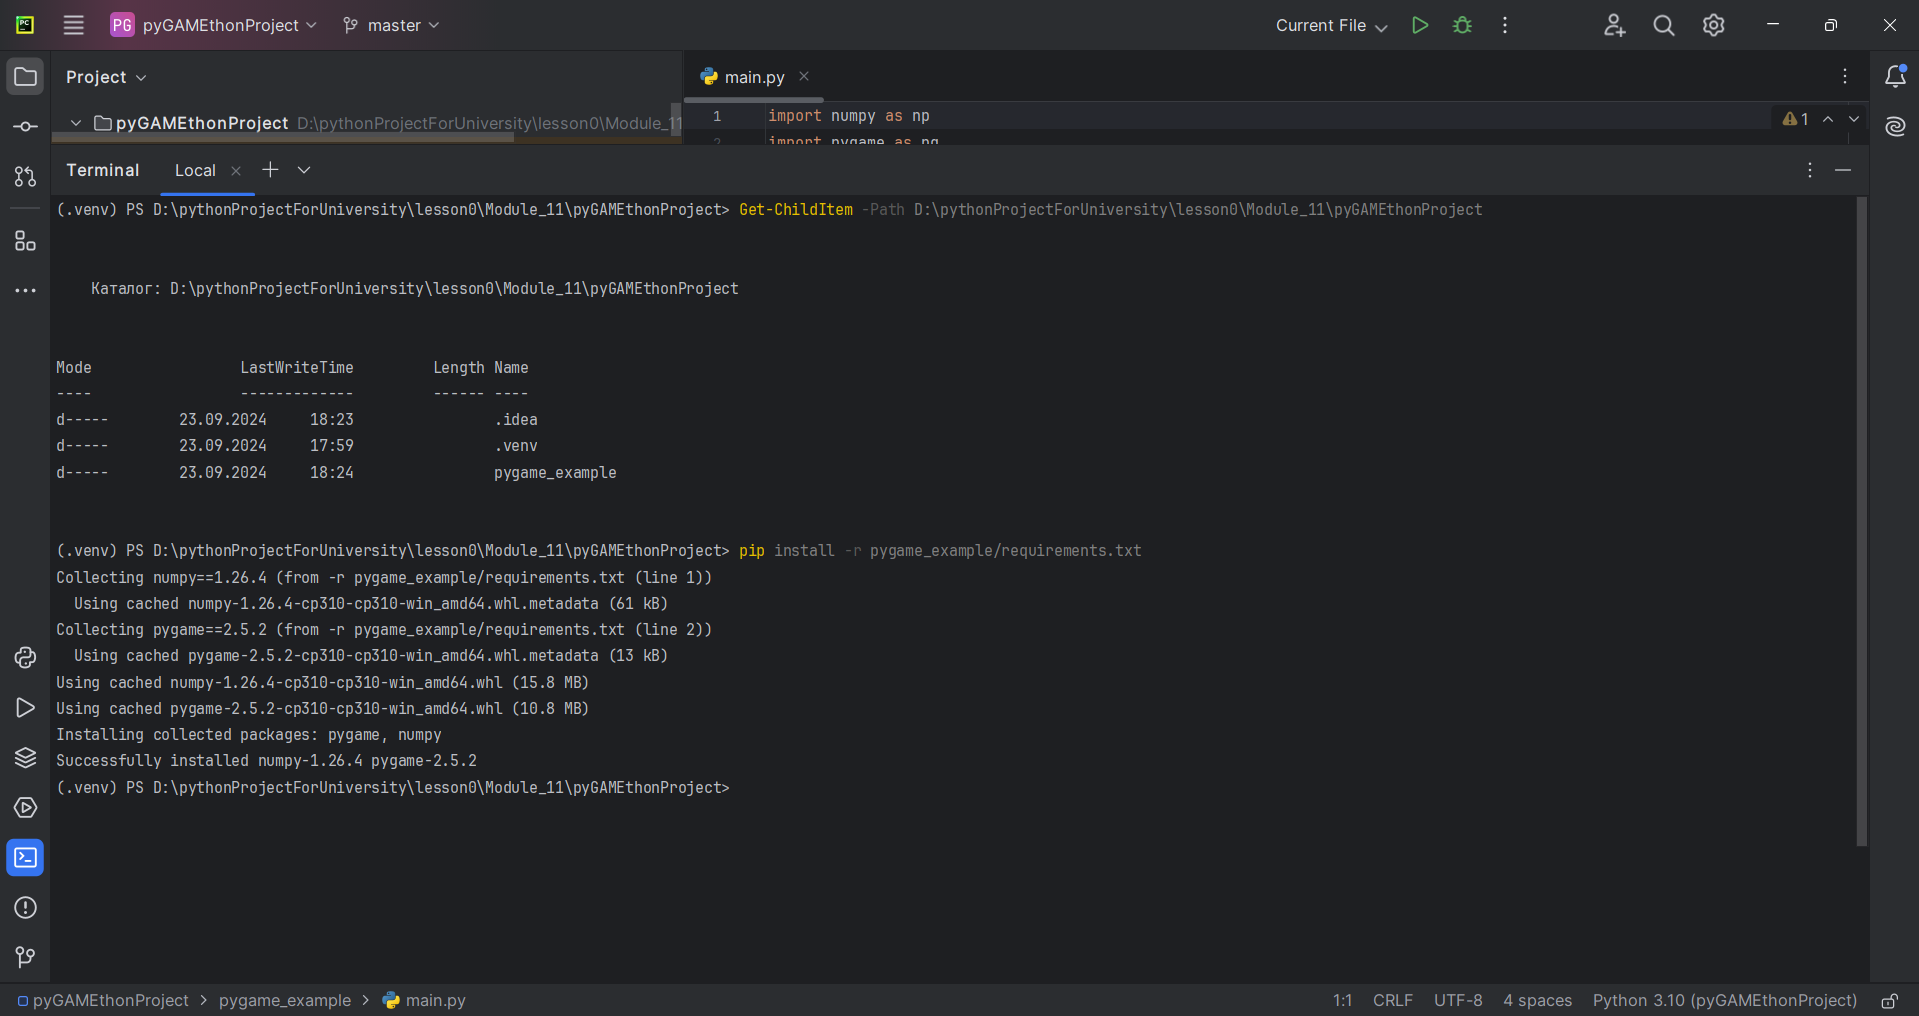 PG pyGAMEthonProject master Current File
Project
main.py
pyGAMEthonProject D:\pythonProjectForUniversity\lesson0\Module_11
1 import numpy as np
1
2 import pygame as pg
Terminal Local
(.venv) PS D:\pythonProjectForUniversity\lesson0\Module_11\pyGAMEthonProject> Get-ChildItem -Path D:\pythonProjectForUniversity\lesson0\Module_11\pyGAMEthonProject
Каталог: D:\pythonProjectForUniversity\lesson0\Module_11\pyGAMEthonProject
Mode LastWriteTime Length Name
---- ------------- ------ ----
d----- 23.09.2024 18:23 .idea
d----- 23.09.2024 17:59 .venv
d----- 23.09.2024 18:24 pygame_example
(.venv) PS D:\pythonProjectForUniversity\lesson0\Module_11\pyGAMEthonProject> pip install -r pygame_example/requirements.txt
Collecting numpy==1.26.4 (from -r pygame_example/requirements.txt (line 1))
Using cached numpy-1.26.4-cp310-cp310-win_amd64.whl.metadata (61 kB)
Collecting pygame==2.5.2 (from -r pygame_example/requirements.txt (line 2))
Using cached pygame-2.5.2-cp310-cp310-win_amd64.whl.metadata (13 kB)
Using cached numpy-1.26.4-cp310-cp310-win_amd64.whl (15.8 MB)
Using cached pygame-2.5.2-cp310-cp310-win_amd64.whl (10.8 MB)
Installing collected packages: pygame, numpy
Successfully installed numpy-1.26.4 pygame-2.5.2
(.venv) PS D:\pythonProjectForUniversity\lesson0\Module_11\pyGAMEthonProject>
pyGAMEthonProject > pygame_example > main.py 1:1 CRLF UTF-8 4 spaces Python 3.10 (pyGAMEthonProject)